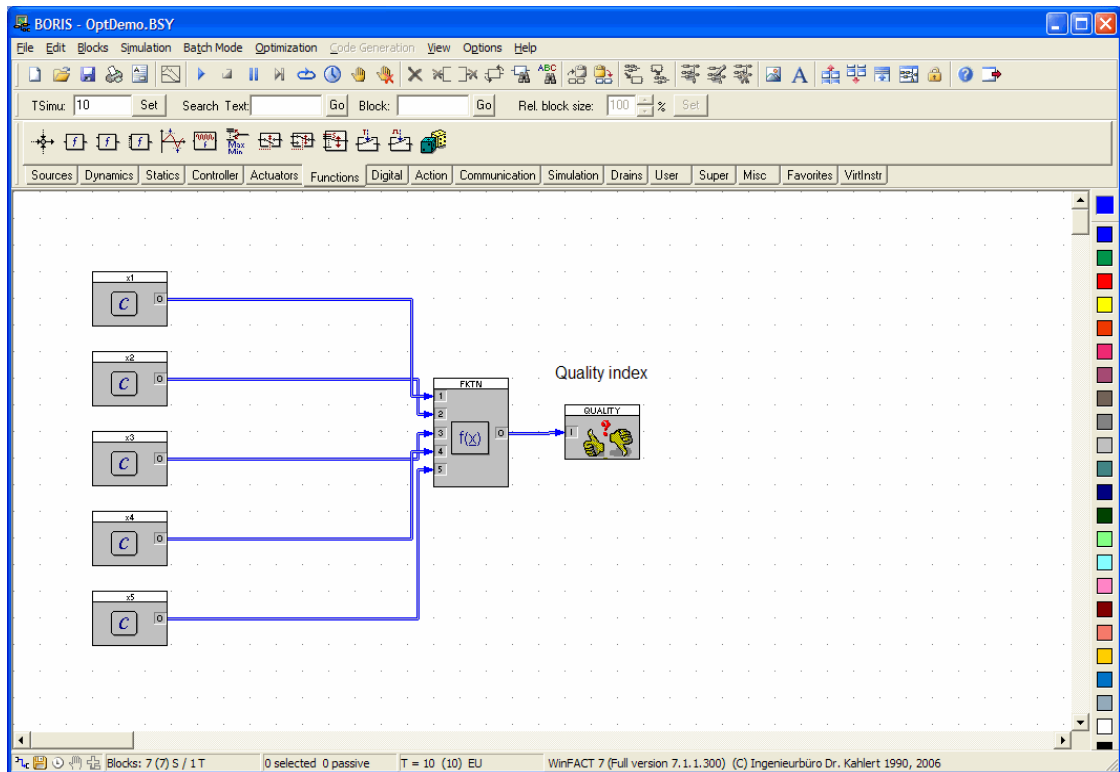 BORIS - OptDemo.BSY
File Edit Blocks Simulation Batch Mode Optimization Code Generation View Options Help
A ABC
TSimu: 10 Set Search Text: Go Block: Go Rel. block size: 100 % Set
f f f Max Min
Sources Dynamics Statics Controller Actuators Functions Digital Action Communication Simulation Drains User Super Misc Favorites VirtInstr
x1
C O
x2
C O
x3
C O
x4
C O
x5
C O
FKTN
1
2
3
4
5
f(x) O
Quality index
QUALITY
I ?
Blocks: 7 (7) S / 1 T 0 selected 0 passive T = 10 (10) EU WinFACT 7 (Full version 7.1.1.300) (C) Ingenieurbüro Dr. Kahlert 1990, 2006